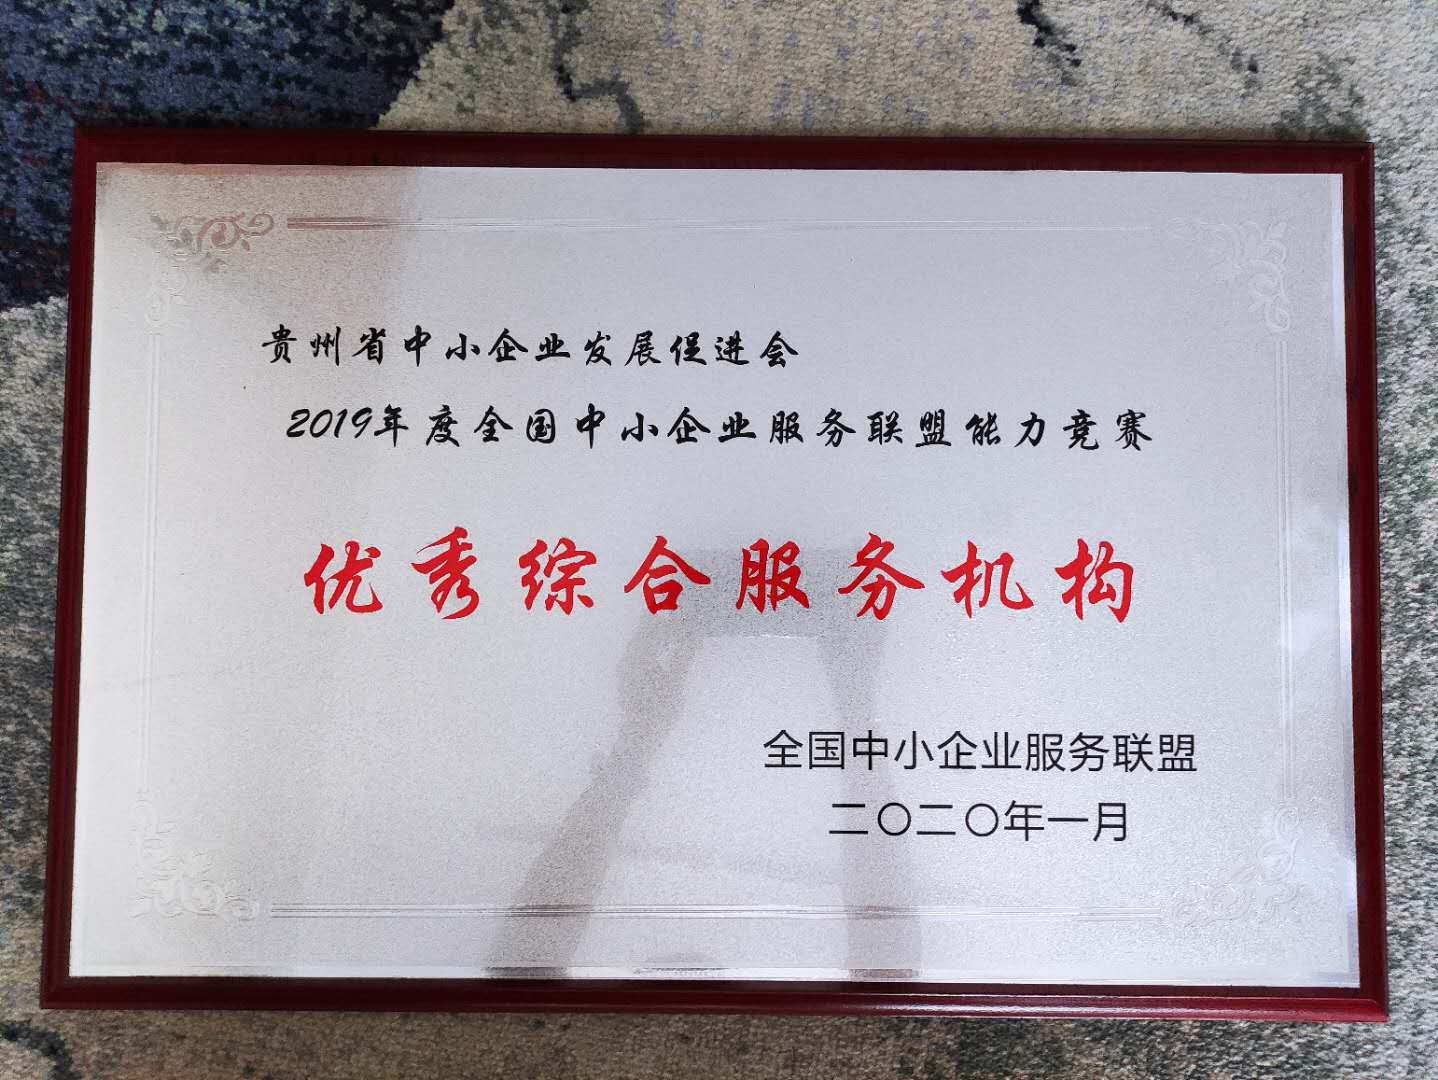 贵州省中小企业发展促进会
2019年度全国中小企业服务联盟能力竞赛
优秀综合服务机构
全国中小企业服务联盟
二〇二〇年一月